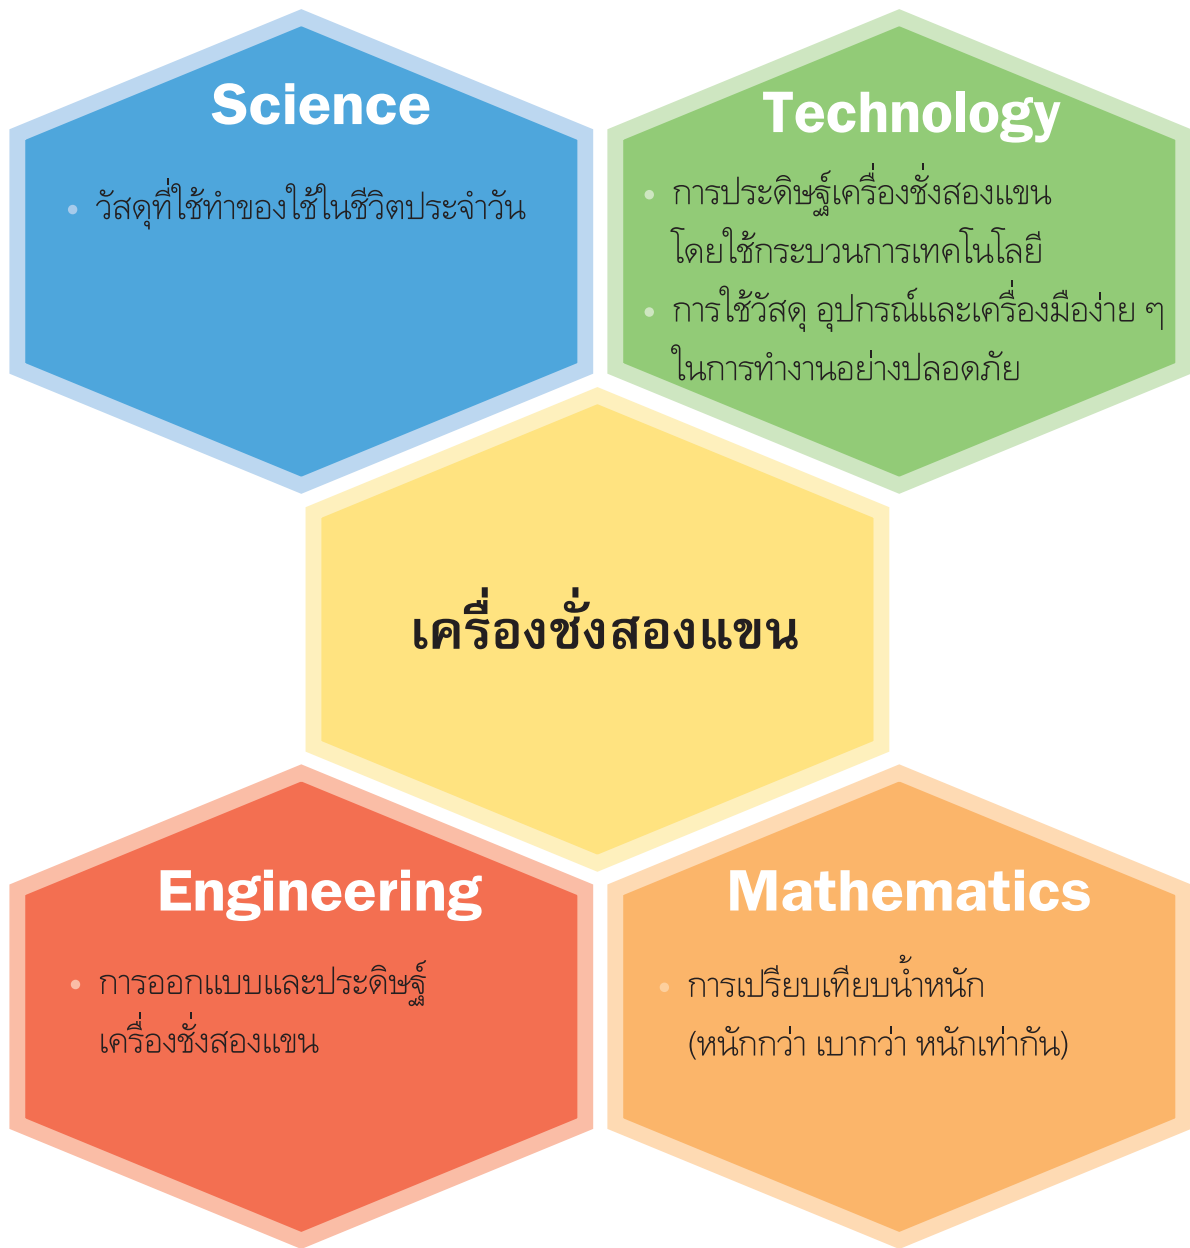 Science
• วัสดุที่ใช้ทำของใช้ในชีวิตประจำวัน
Technology
• การประดิษฐ์เครื่องชั่งสองแขน
โดยใช้กระบวนการเทคโนโลยี
• การใช้วัสดุ อุปกรณ์และเครื่องมือง่าย ๆ
ในการทำงานอย่างปลอดภัย
เครื่องชั่งสองแขน
Engineering
• การออกแบบและประดิษฐ์
เครื่องชั่งสองแขน
Mathematics
• การเปรียบเทียบน้ำหนัก
(หนักกว่า เบากว่า หนักเท่ากัน)